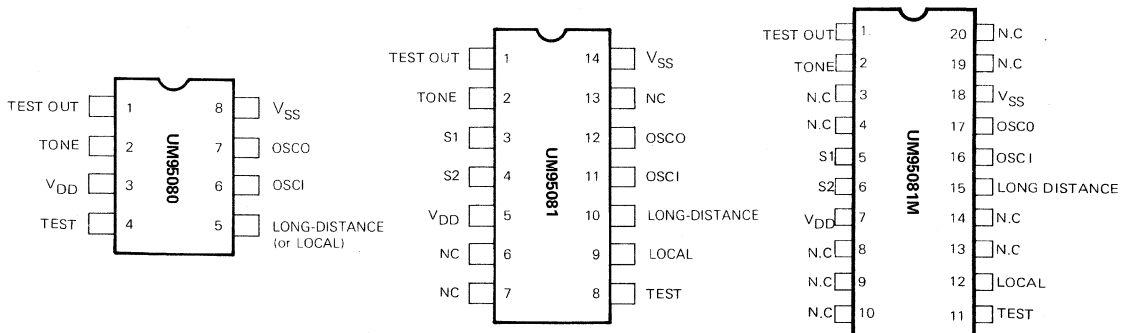 TEST OUT 1 8 VSS
TONE 2 7 OSCO
VDD 3 6 OSCI
TEST 4 5 LONG-DISTANCE
(or LOCAL)
UM95080
TEST OUT 1 14 VSS
TONE 2 13 NC
S1 3 12 OSCO
S2 4 11 OSCI
VDD 5 10 LONG-DISTANCE
NC 6 9 LOCAL
NC 7 8 TEST
UM95081
TEST OUT 1 20 N.C
TONE 2 19 N.C
N.C 3 18 VSS
N.C 4 17 OSCO
S1 5 16 OSCI
S2 6 15 LONG DISTANCE
VDD 7 14 N.C
N.C 8 13 N.C
N.C 9 12 LOCAL
N.C 10 11 TEST
UM95081M